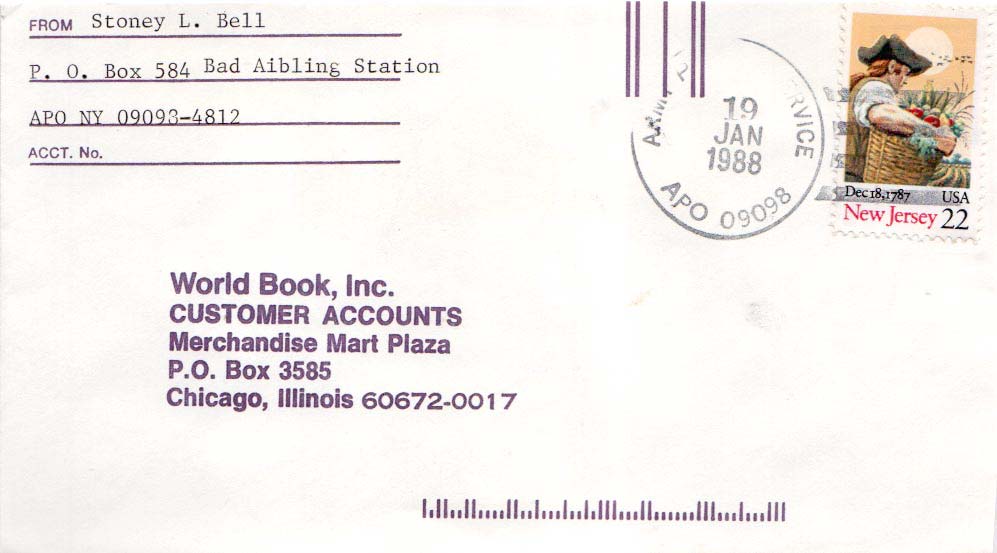 FROM Stoney L. Bell
P. O. Box 584 Bad Aibling Station
APO NY 09098-4812
ACCT. No.
19
JAN
1988
APO 09098
Dec 18, 1787 USA
New Jersey 22
World Book, Inc.
CUSTOMER ACCOUNTS
Merchandise Mart Plaza
P.O. Box 3585
Chicago, Illinois 60672-0017